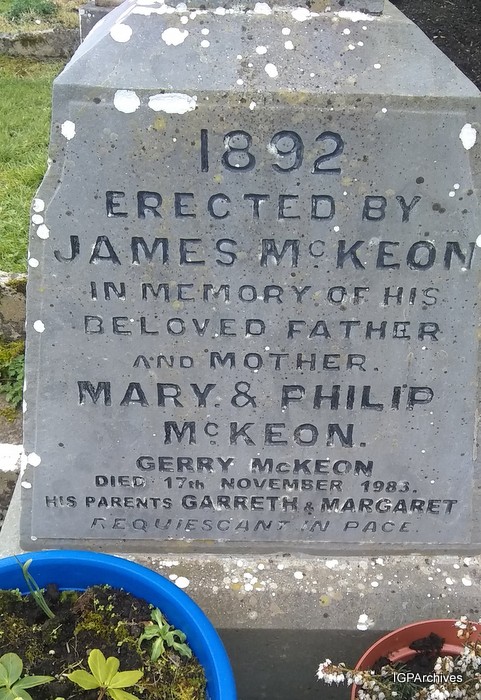 1892
ERECTED BY
JAMES McKEON
IN MEMORY OF HIS
BELOVED FATHER
AND MOTHER.
MARY & PHILIP
McKEON.
GERRY McKEON
DIED 17th NOVEMBER 1983.
HIS PARENTS GARRETH & MARGARET
REQUIESCANT IN PACE.
IGPArchives